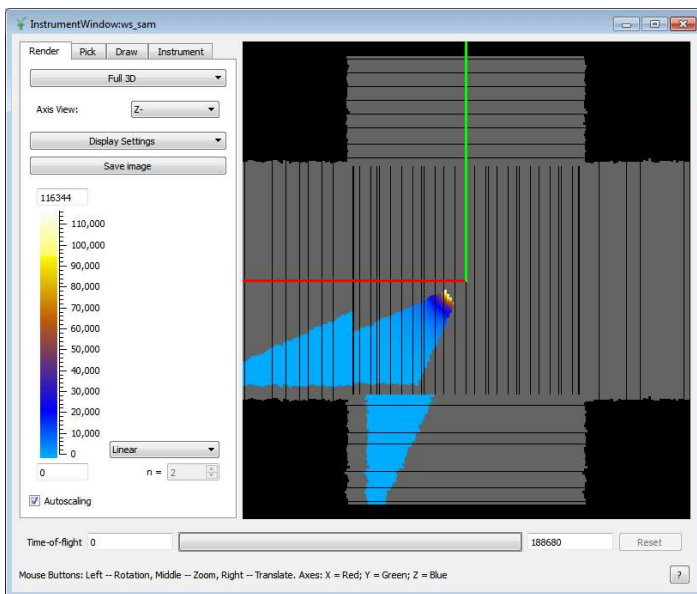 InstrumentWindow:ws_sam
Render Pick Draw Instrument
Full 3D
Axis View: Z-
Display Settings
Save image
116344
110,000
100,000
90,000
80,000
70,000
60,000
50,000
40,000
30,000
20,000
10,000
0
Linear
0 n = 2
Autoscaling
Time-of-flight 0 188680 Reset
Mouse Buttons: Left -- Rotation, Middle -- Zoom, Right -- Translate. Axes: X = Red; Y = Green; Z = Blue ?